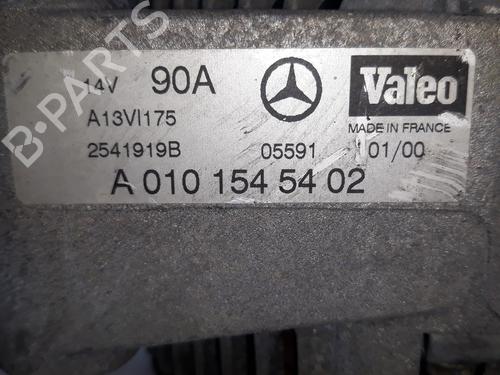 B-PARTS
14V 90A Valeo
A13VI175 MADE IN FRANCE
2541919B 05591 01/00
A 010 154 54 02